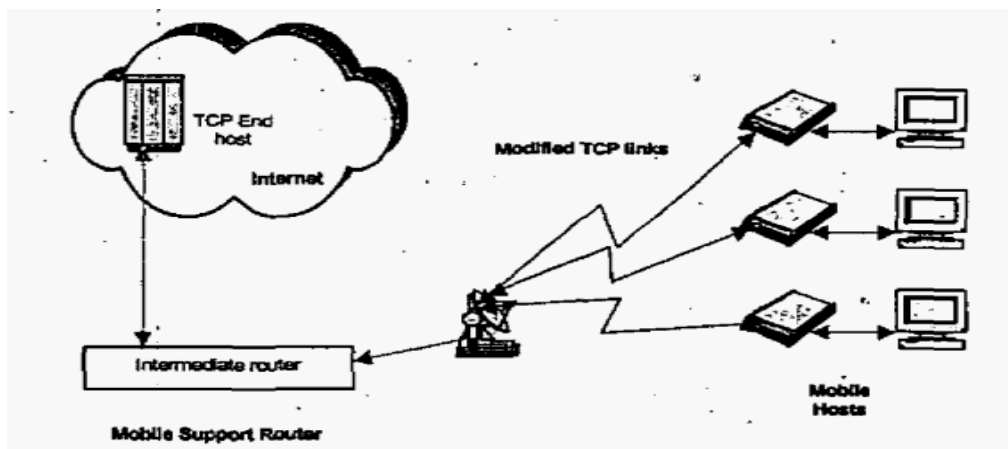 TCP End
host
Internet
Modified TCP links
Intermediate router
Mobile Support Router
Mobile
Hosts